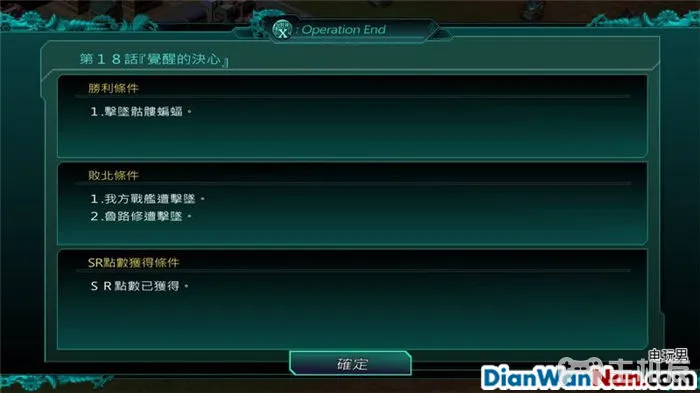 : Operation End
第１８話『覺醒的決心』
勝利條件
１.擊墜骷髏蝙蝠。
敗北條件
１.我方戰艦遭擊墜。
２.魯路修遭擊墜。
SR點數獲得條件
ＳＲ點數已獲得。
確定
电玩男
DianWanNan.com